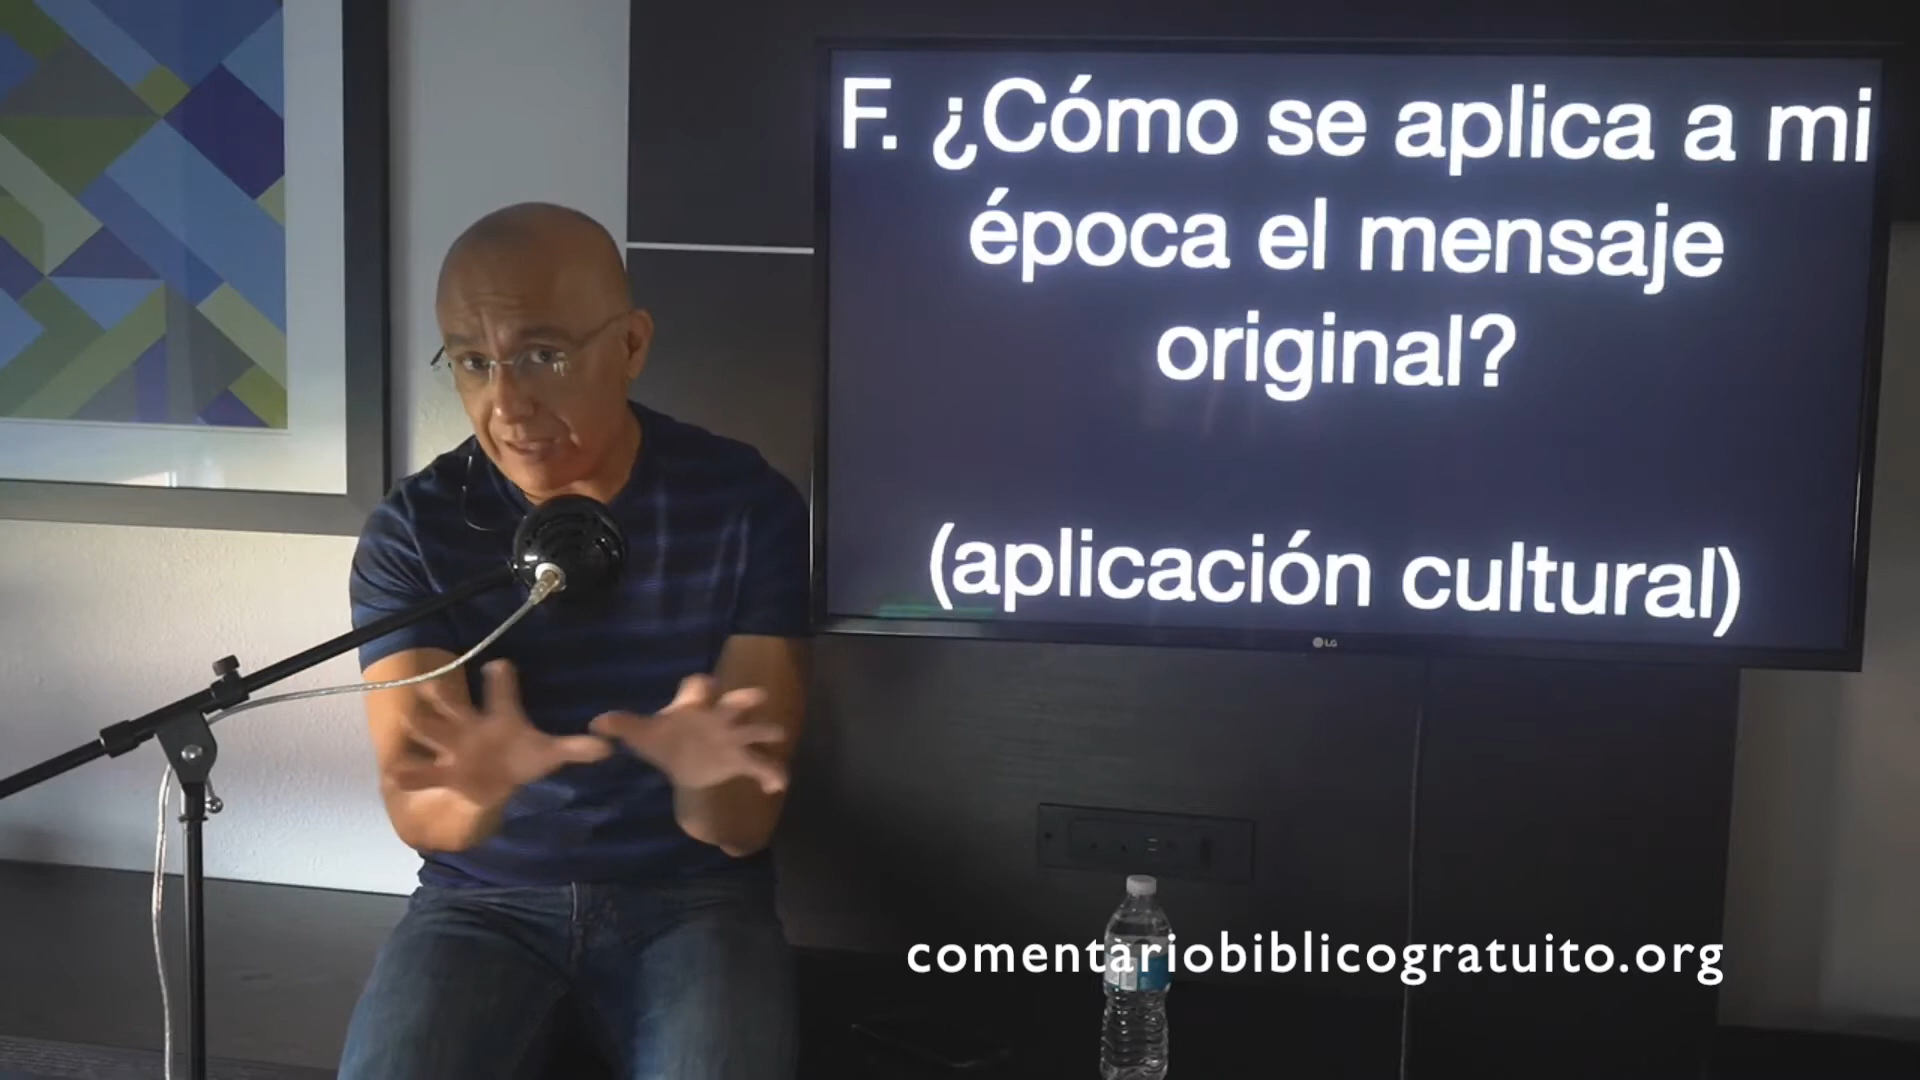 F. ¿Cómo se aplica a mi
época el mensaje
original?
(aplicación cultural)
LG
comentariobiblicogratuito.org